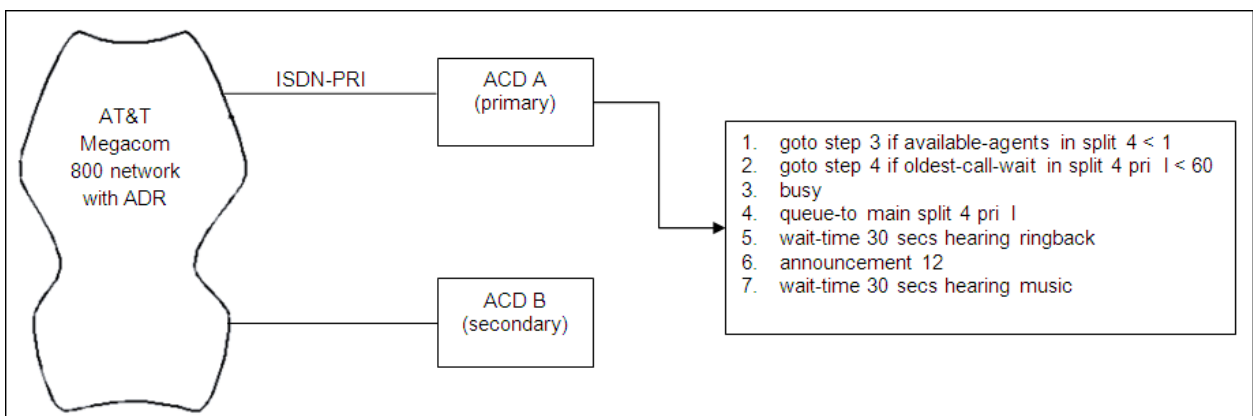 AT&T
Megacom
800 network
with ADR
ISDN-PRI
ACD A
(primary)
ACD B
(secondary)
1. goto step 3 if available-agents in split 4 < 1
2. goto step 4 if oldest-call-wait in split 4 pri l < 60
3. busy
4. queue-to main split 4 pri l
5. wait-time 30 secs hearing ringback
6. announcement 12
7. wait-time 30 secs hearing music